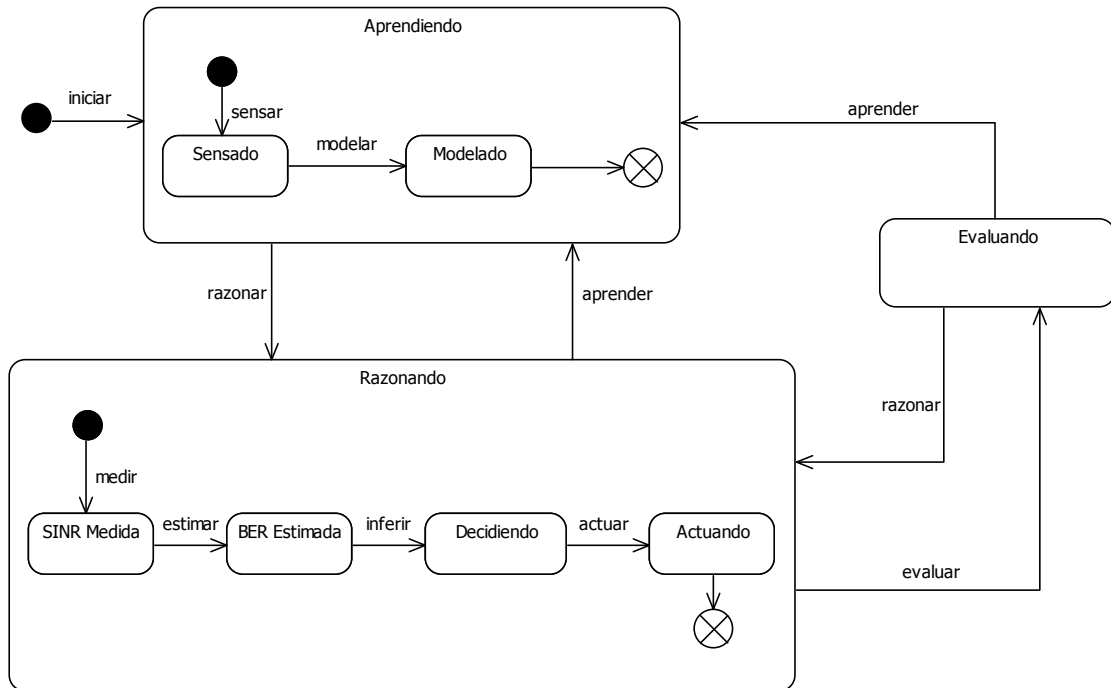 Aprendiendo
iniciar
sensar
aprender
Sensado
modelar
Modelado
Evaluando
razonar
aprender
Razonando
razonar
medir
SINR Medida
estimar
BER Estimada
inferir
Decidiendo
actuar
Actuando
evaluar